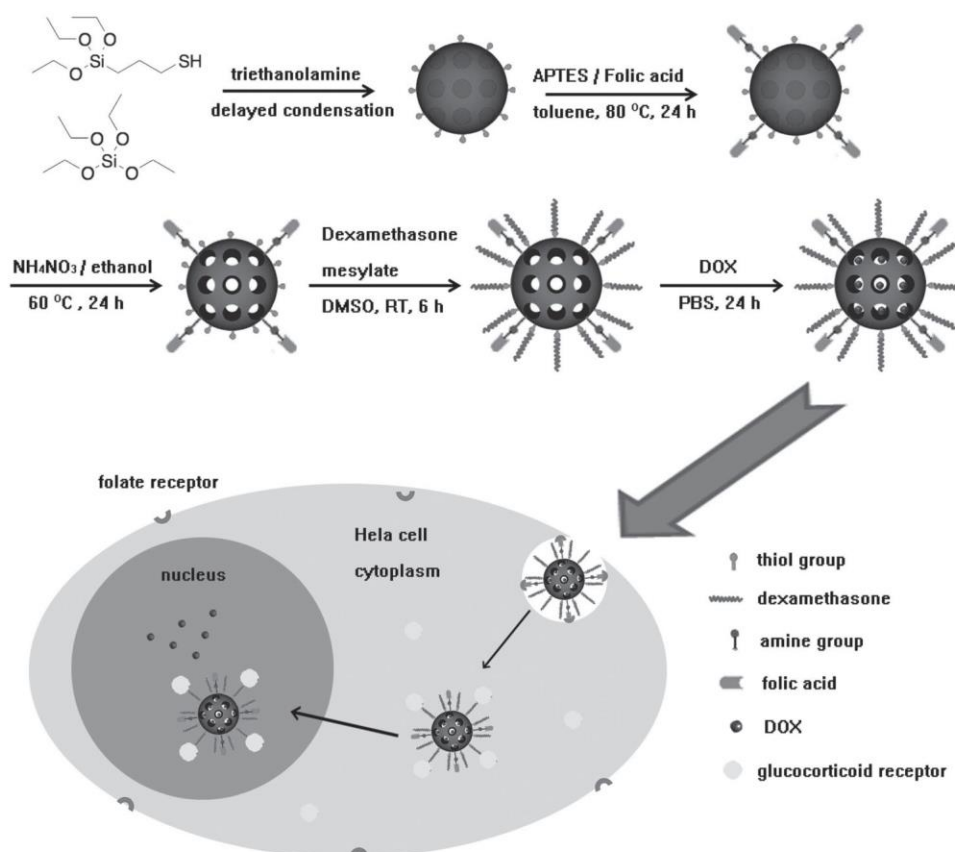 O O
Si
O
SH
O
O
Si
O
O
triethanolamine
delayed condensation
APTES / Folic acid
toluene, 80 °C, 24 h
NH₄NO₃ / ethanol
60 °C , 24 h
Dexamethasone
mesylate
DMSO, RT, 6 h
DOX
PBS, 24 h
folate receptor
Hela cell
cytoplasm
nucleus
thiol group
dexamethasone
amine group
folic acid
DOX
glucocorticoid receptor